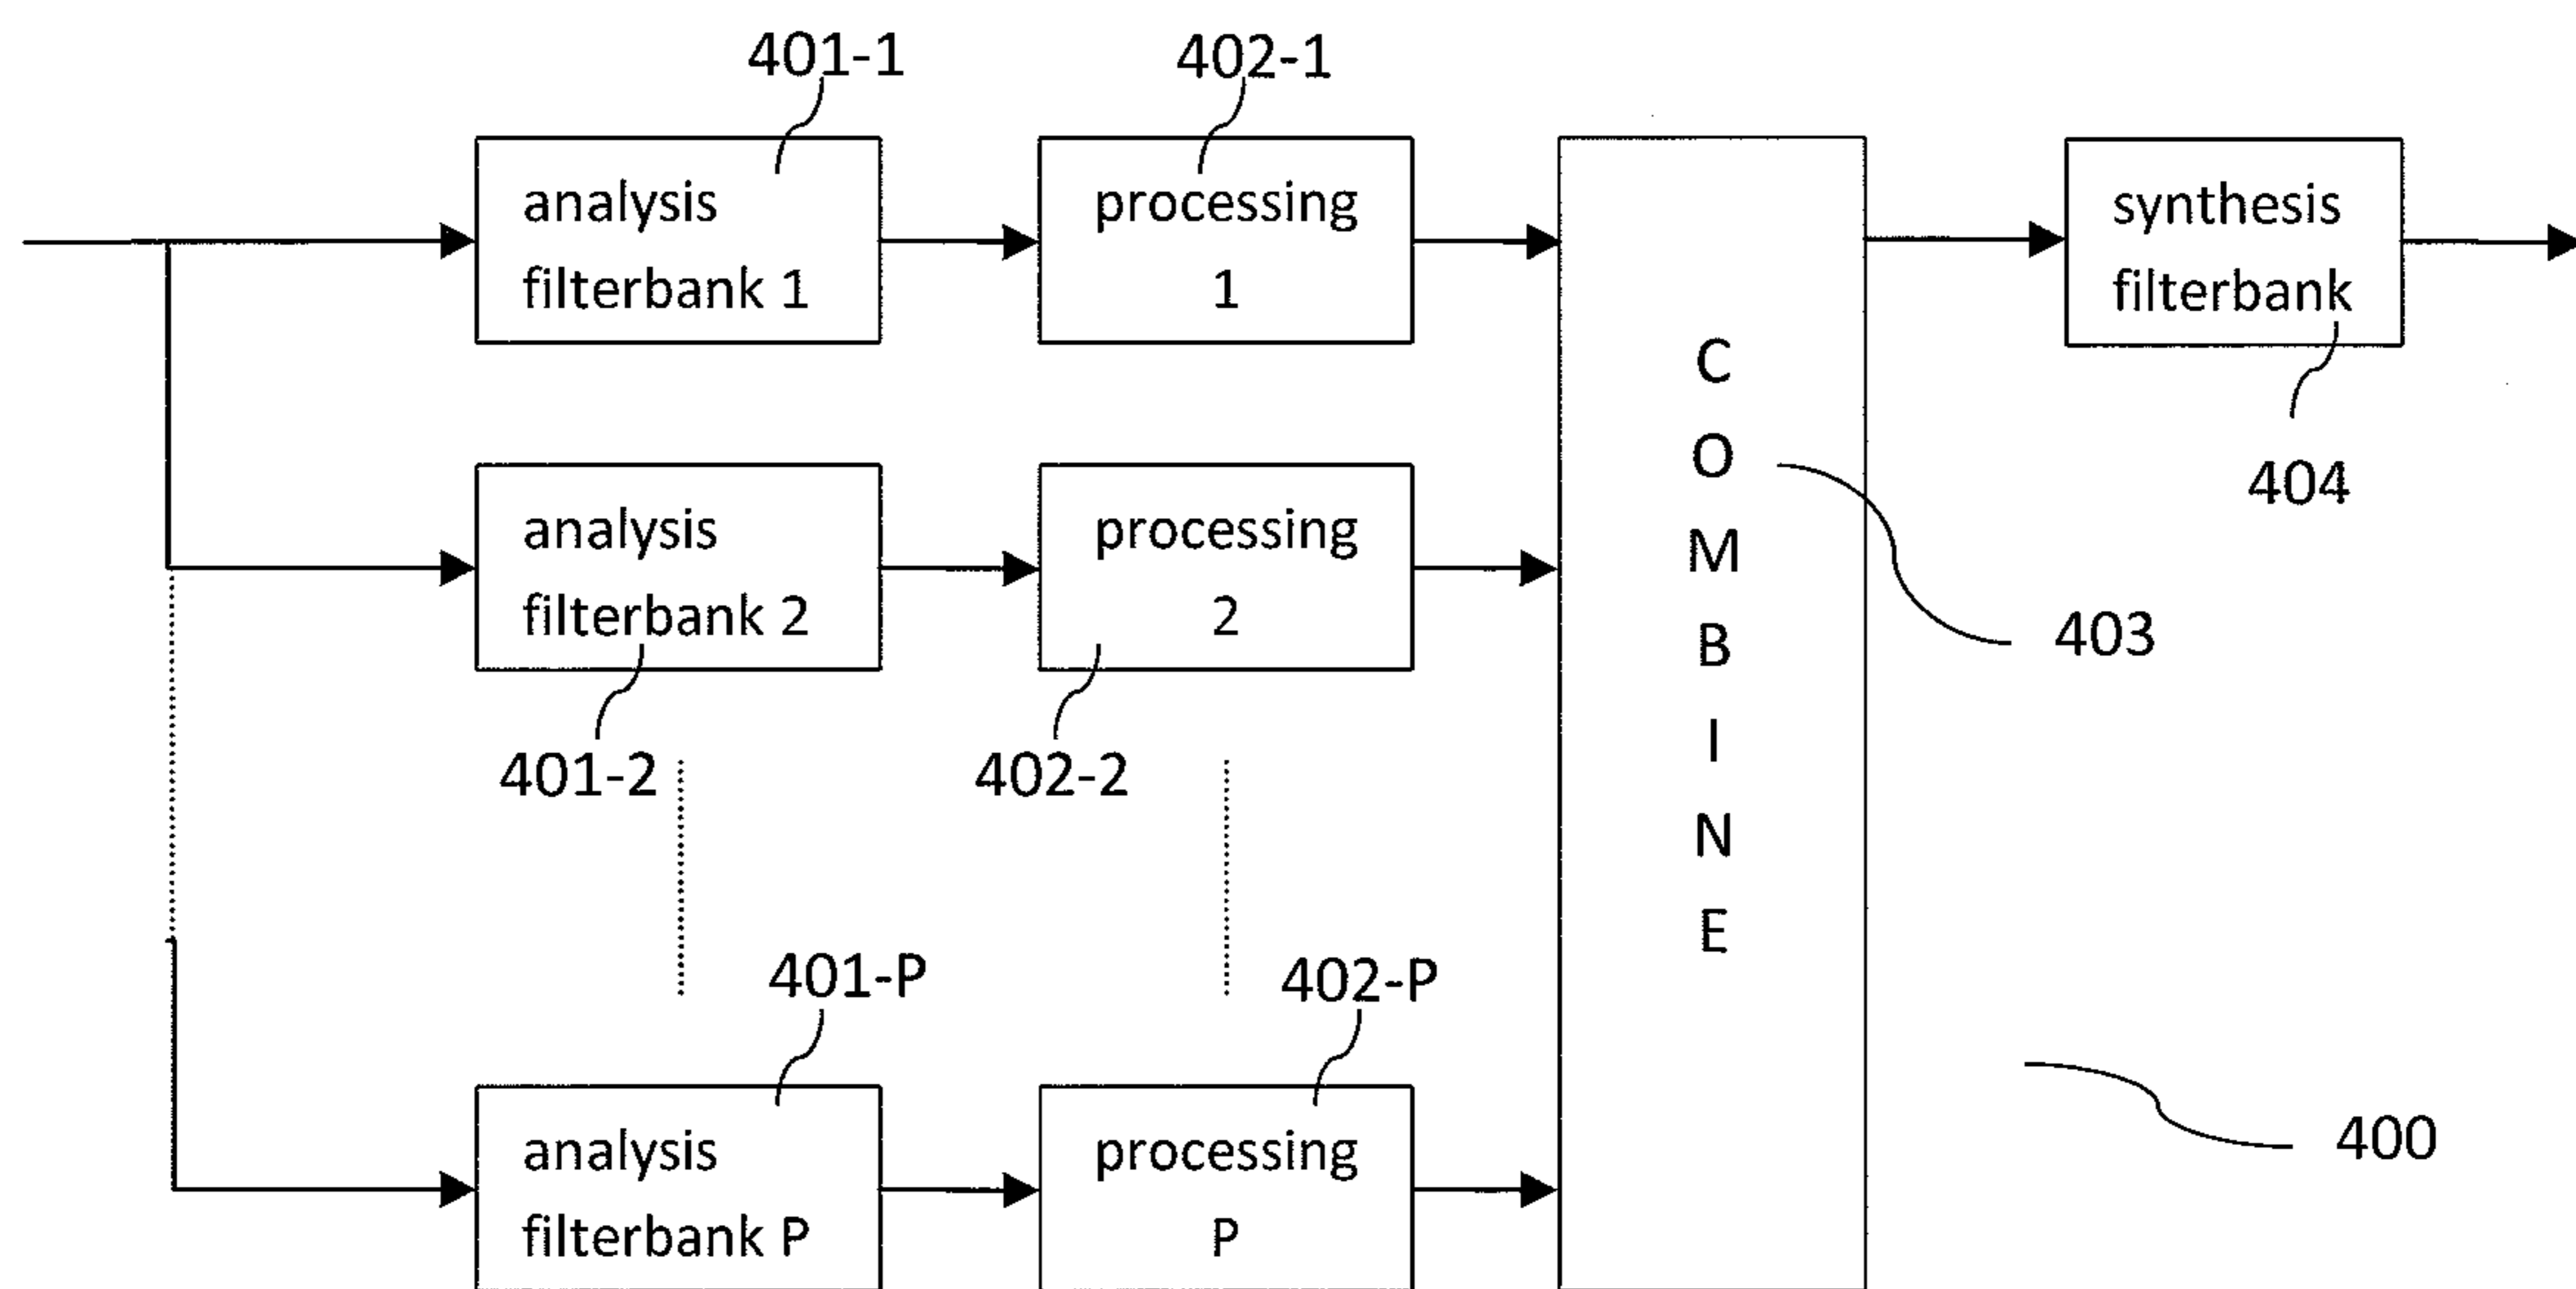 401-1
402-1
analysis
filterbank 1
processing
1
synthesis
filterbank
404
C
O
M
B
I
N
E
403
analysis
filterbank 2
processing
2
401-2
402-2
401-P
402-P
analysis
filterbank P
processing
P
400